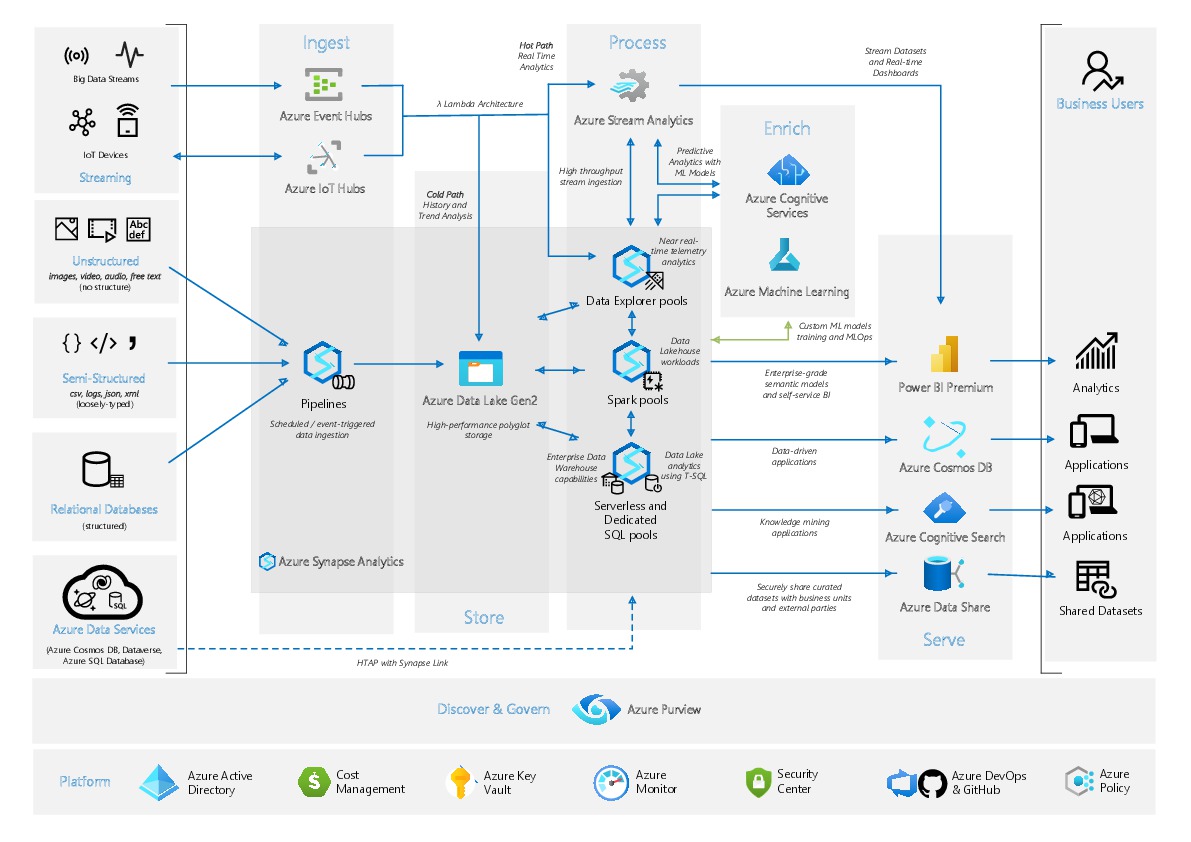 Big Data Streams
IoT Devices
Streaming
Abc
def
Unstructured
images, video, audio, free text
(no structure)
{ } </> ,
Semi-Structured
csv, logs, json, xml
(loosely-typed)
Relational Databases
(structured)
SQL
Azure Data Services
(Azure Cosmos DB, Dataverse,
Azure SQL Database)
Ingest
Azure Event Hubs
Azure IoT Hubs
λ Lambda Architecture
Hot Path
Real Time
Analytics
Cold Path
History and
Trend Analysis
Pipelines
Scheduled / event-triggered
data ingestion
Azure Synapse Analytics
Azure Data Lake Gen2
High-performance polyglot
storage
Store
HTAP with Synapse Link
Process
Azure Stream Analytics
High throughput
stream ingestion
Predictive
Analytics with
ML Models
Near real-
time telemetry
analytics
Data Explorer pools
Data
Lakehouse
workloads
Spark pools
Enterprise Data
Warehouse
capabilities
Data Lake
analytics
using T-SQL
Serverless and
Dedicated
SQL pools
Enrich
Azure Cognitive
Services
Azure Machine Learning
Custom ML models
training and MLOps
Stream Datasets
and Real-time
Dashboards
Enterprise-grade
semantic models
and self-service BI
Data-driven
applications
Knowledge mining
applications
Securely share curated
datasets with business units
and external parties
Power BI Premium
Azure Cosmos DB
Azure Cognitive Search
Azure Data Share
Serve
Business Users
Analytics
Applications
Applications
Shared Datasets
Discover & Govern
Azure Purview
Platform
Azure Active
Directory
$
Cost
Management
Azure Key
Vault
Azure
Monitor
Security
Center
Azure DevOps
& GitHub
Azure
Policy